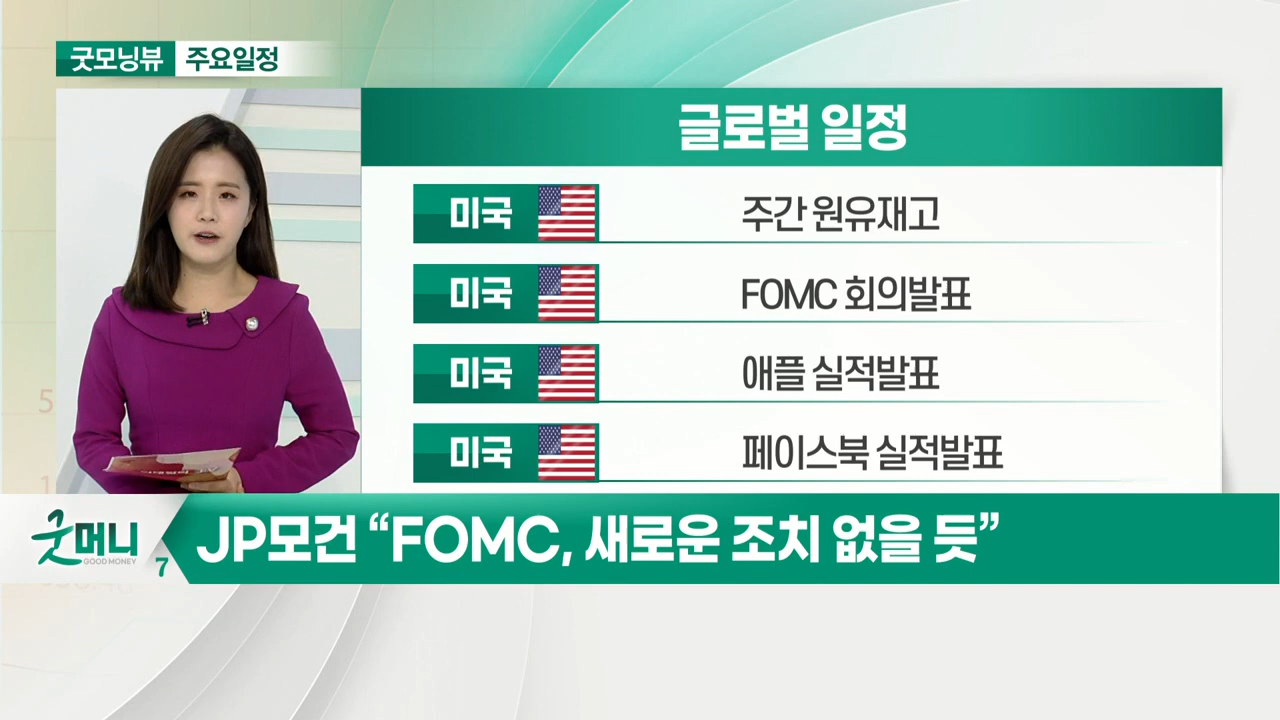 굿모닝뷰 주요일정
글로벌 일정
미국 주간 원유재고
미국 FOMC 회의발표
미국 애플 실적발표
미국 페이스북 실적발표
5
1
굿머니
GOOD MONEY
7
JP모건 “FOMC, 새로운 조치 없을 듯”